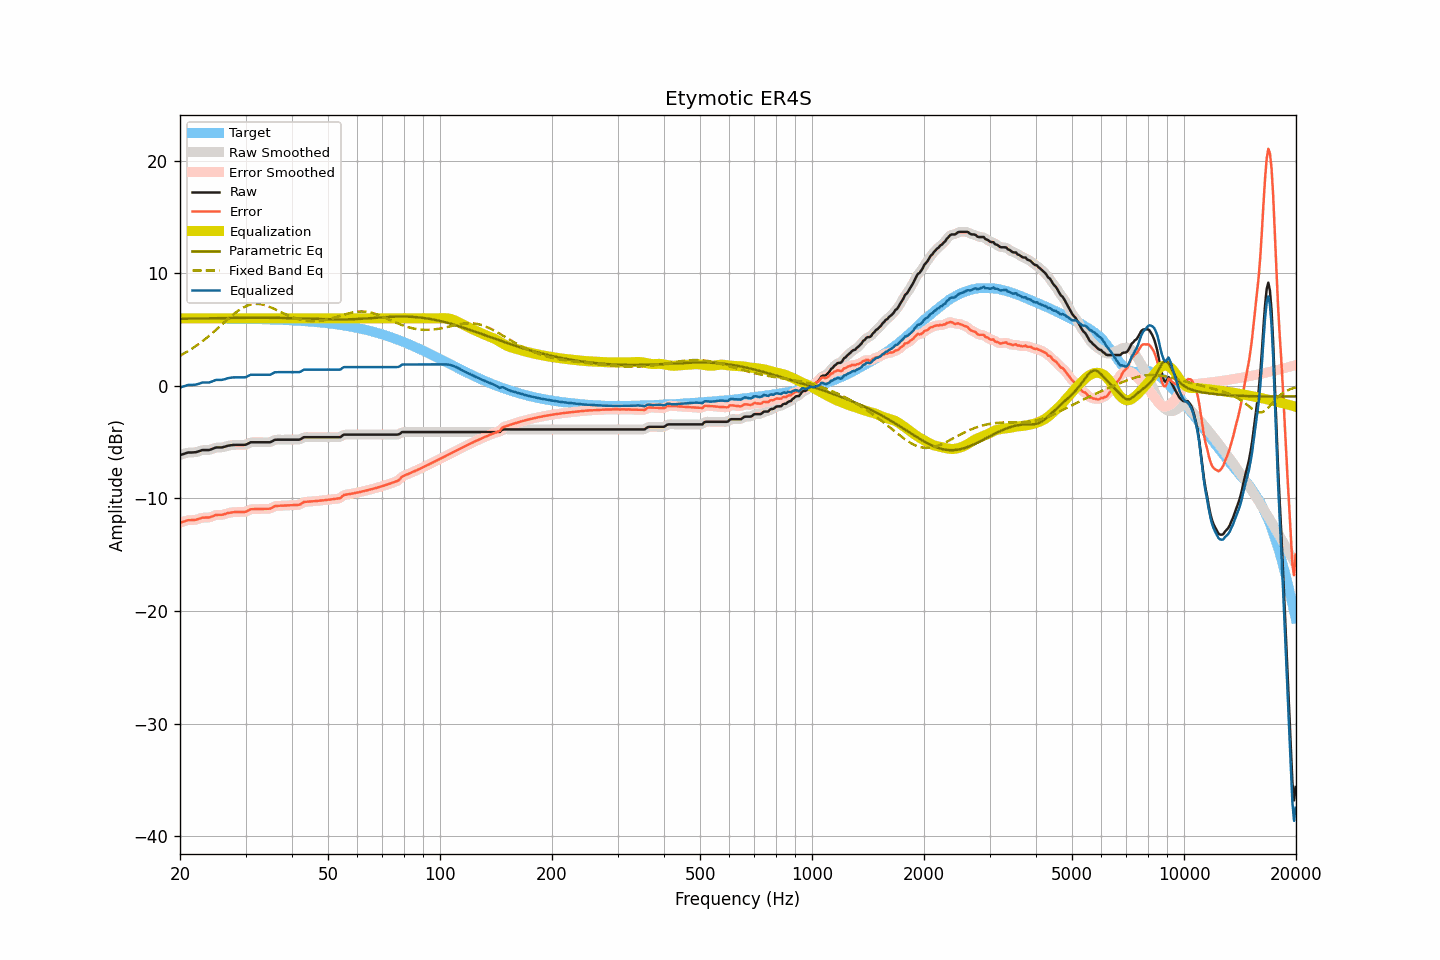 Etymotic ER4S
Target
Raw Smoothed
Error Smoothed
Raw
Error
Equalization
Parametric Eq
Fixed Band Eq
Equalized
20
10
0
−10
−20
−30
−40
Amplitude (dBr)
20 50 100 200 500 1000 2000 5000 10000 20000
Frequency (Hz)